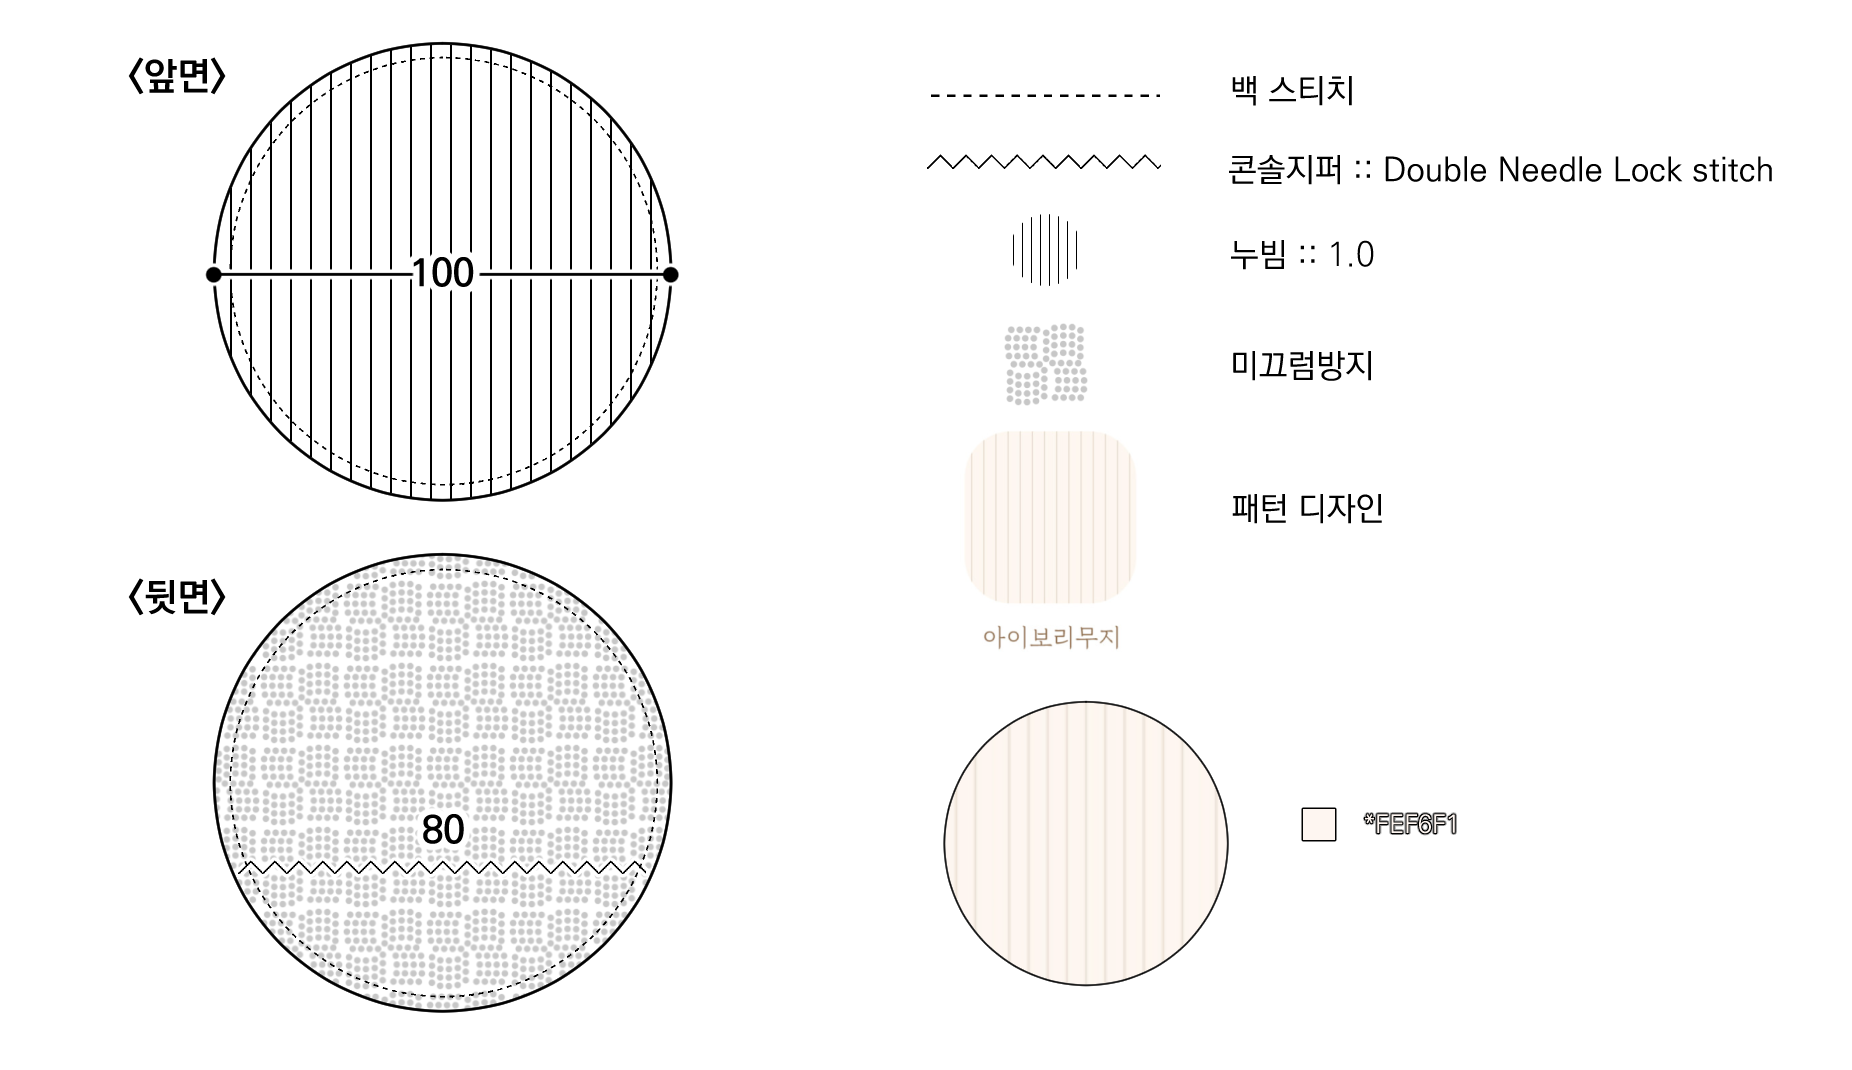 〈앞면〉
100
〈뒷면〉
80
백 스티치
콘솔지퍼 :: Double Needle Lock stitch
누빔 :: 1.0
미끄럼방지
패턴 디자인
아이보리무지
*FEF6F1